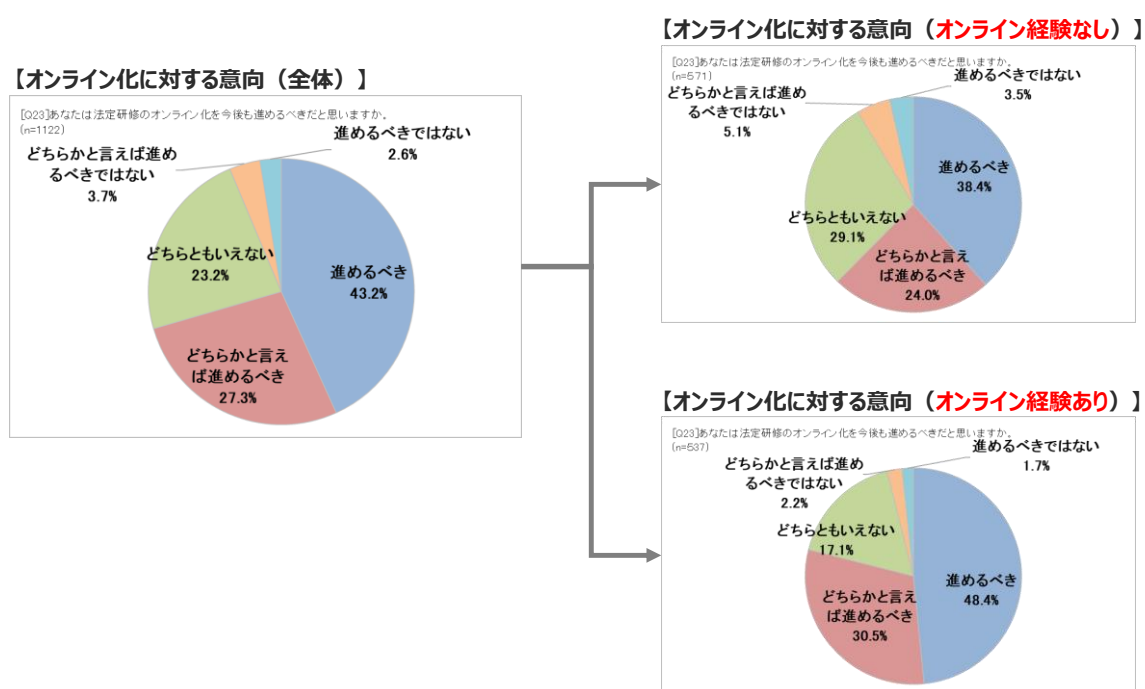 【オンライン化に対する意向（全体）】
[Q23]あなたは法定研修のオンライン化を今後も進めるべきだと思いますか。
(n=1122)
進めるべきではない
2.6%
どちらかと言えば進め
るべきではない
3.7%
どちらともいえない
23.2%
進めるべき
43.2%
どちらかと言え
ば進めるべき
27.3%
【オンライン化に対する意向（オンライン経験なし）】
[Q23]あなたは法定研修のオンライン化を今後も進めるべきだと思いますか。
(n=571)
進めるべきではない
3.5%
どちらかと言えば進め
るべきではない
5.1%
進めるべき
38.4%
どちらともいえない
29.1%
どちらかと言え
ば進めるべき
24.0%
【オンライン化に対する意向（オンライン経験あり）】
[Q23]あなたは法定研修のオンライン化を今後も進めるべきだと思いますか。
(n=537)
進めるべきではない
1.7%
どちらかと言えば進め
るべきではない
2.2%
どちらともいえない
17.1%
進めるべき
48.4%
どちらかと言え
ば進めるべき
30.5%